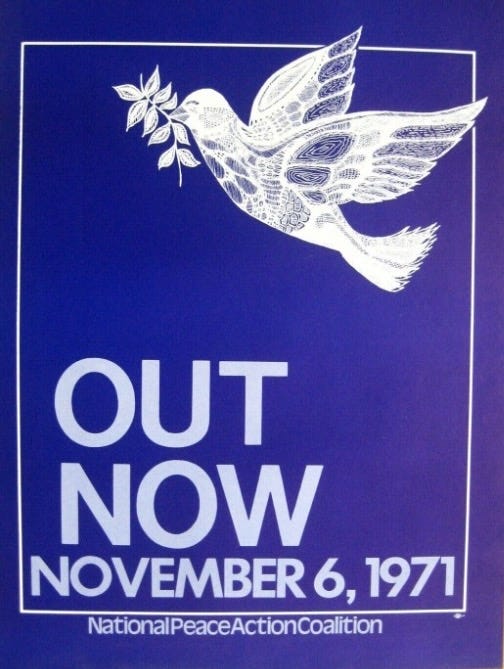 OUT
NOW
NOVEMBER 6, 1971
NationalPeaceActionCoalition